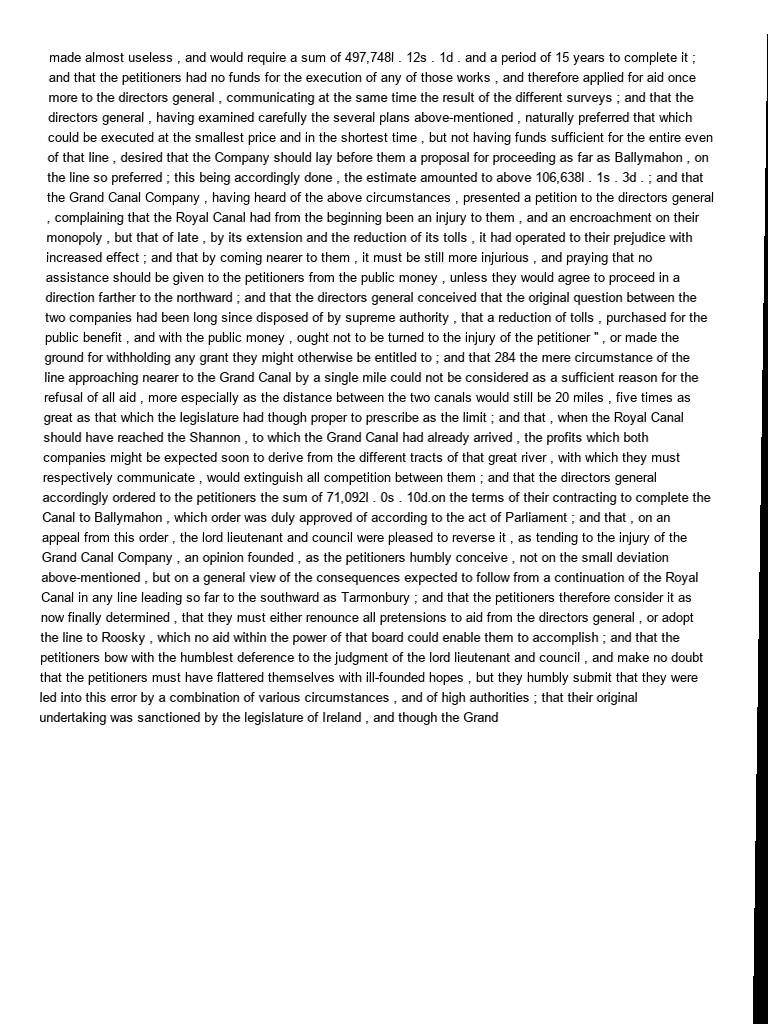 made almost useless , and would require a sum of 497,748l . 12s . 1d . and a period of 15 years to complete it ;
and that the petitioners had no funds for the execution of any of those works , and therefore applied for aid once
more to the directors general , communicating at the same time the result of the different surveys ; and that the
directors general , having examined carefully the several plans above-mentioned , naturally preferred that which
could be executed at the smallest price and in the shortest time , but not having funds sufficient for the entire even
of that line , desired that the Company should lay before them a proposal for proceeding as far as Ballymahon , on
the line so preferred ; this being accordingly done , the estimate amounted to above 106,638l . 1s . 3d . ; and that
the Grand Canal Company , having heard of the above circumstances , presented a petition to the directors general
, complaining that the Royal Canal had from the beginning been an injury to them , and an encroachment on their
monopoly , but that of late , by its extension and the reduction of its tolls , it had operated to their prejudice with
increased effect ; and that by coming nearer to them , it must be still more injurious , and praying that no
assistance should be given to the petitioners from the public money , unless they would agree to proceed in a
direction farther to the northward ; and that the directors general conceived that the original question between the
two companies had been long since disposed of by supreme authority , that a reduction of tolls , purchased for the
public benefit , and with the public money , ought not to be turned to the injury of the petitioner " , or made the
ground for withholding any grant they might otherwise be entitled to ; and that 284 the mere circumstance of the
line approaching nearer to the Grand Canal by a single mile could not be considered as a sufficient reason for the
refusal of all aid , more especially as the distance between the two canals would still be 20 miles , five times as
great as that which the legislature had though proper to prescribe as the limit ; and that , when the Royal Canal
should have reached the Shannon , to which the Grand Canal had already arrived , the profits which both
companies might be expected soon to derive from the different tracts of that great river , with which they must
respectively communicate , would extinguish all competition between them ; and that the directors general
accordingly ordered to the petitioners the sum of 71,092l . 0s . 10d.on the terms of their contracting to complete the
Canal to Ballymahon , which order was duly approved of according to the act of Parliament ; and that , on an
appeal from this order , the lord lieutenant and council were pleased to reverse it , as tending to the injury of the
Grand Canal Company , an opinion founded , as the petitioners humbly conceive , not on the small deviation
above-mentioned , but on a general view of the consequences expected to follow from a continuation of the Royal
Canal in any line leading so far to the southward as Tarmonbury ; and that the petitioners therefore consider it as
now finally determined , that they must either renounce all pretensions to aid from the directors general , or adopt
the line to Roosky , which no aid within the power of that board could enable them to accomplish ; and that the
petitioners bow with the humblest deference to the judgment of the lord lieutenant and council , and make no doubt
that the petitioners must have flattered themselves with ill-founded hopes , but they humbly submit that they were
led into this error by a combination of various circumstances , and of high authorities ; that their original
undertaking was sanctioned by the legislature of Ireland , and though the Grand